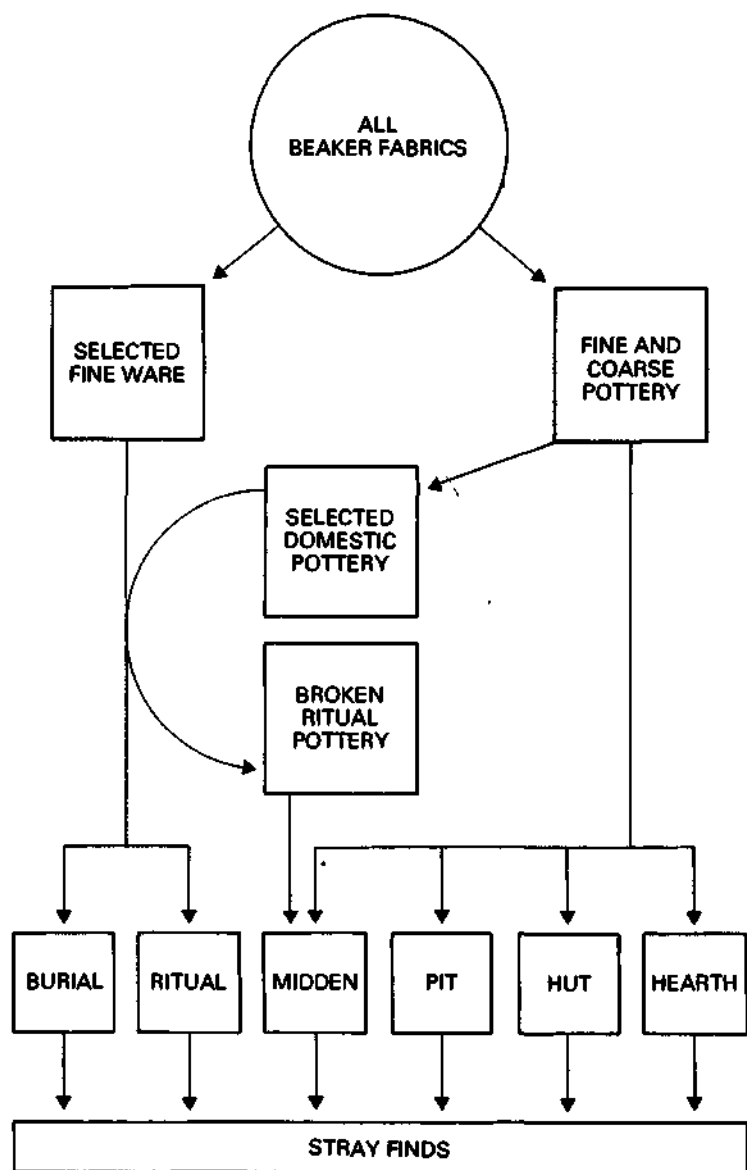 ALL
BEAKER FABRICS
SELECTED
FINE WARE
FINE AND
COARSE
POTTERY
SELECTED
DOMESTIC
POTTERY
BROKEN
RITUAL
POTTERY
BURIAL
RITUAL
MIDDEN
PIT
HUT
HEARTH
STRAY FINDS